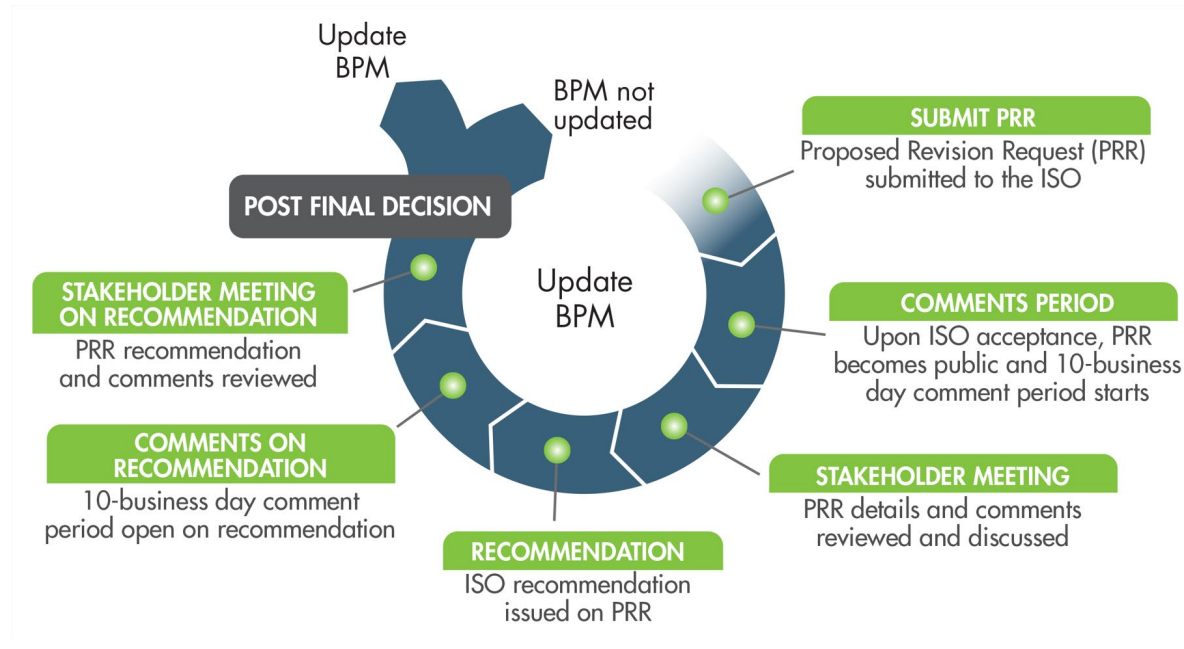 Update
BPM
BPM not
updated
SUBMIT PRR
Proposed Revision Request (PRR)
submitted to the ISO
COMMENTS PERIOD
Upon ISO acceptance, PRR
becomes public and 10-business
day comment period starts
STAKEHOLDER MEETING
PRR details and comments
reviewed and discussed
RECOMMENDATION
ISO recommendation
issued on PRR
COMMENTS ON
RECOMMENDATION
10-business day comment
period open on recommendation
STAKEHOLDER MEETING
ON RECOMMENDATION
PRR recommendation
and comments reviewed
POST FINAL DECISION
Update
BPM